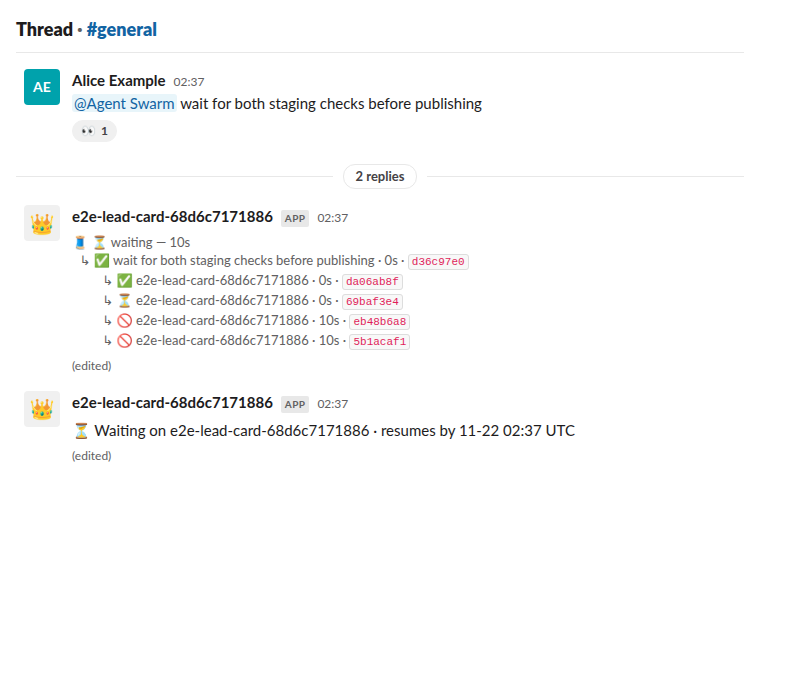 Thread • #general
AE
Alice Example 02:37
@Agent Swarm wait for both staging checks before publishing
👀 1
2 replies
e2e-lead-card-68d6c7171886 APP 02:37
🧵 ⏳ waiting — 10s
↳ ✅ wait for both staging checks before publishing · 0s · d36c97e0
↳ ✅ e2e-lead-card-68d6c7171886 · 0s · da06ab8f
↳ ⏳ e2e-lead-card-68d6c7171886 · 0s · 69baf3e4
↳ 🚫 e2e-lead-card-68d6c7171886 · 10s · eb48b6a8
↳ 🚫 e2e-lead-card-68d6c7171886 · 10s · 5b1acaf1
(edited)
e2e-lead-card-68d6c7171886 APP 02:37
⏳ Waiting on e2e-lead-card-68d6c7171886 · resumes by 11-22 02:37 UTC
(edited)